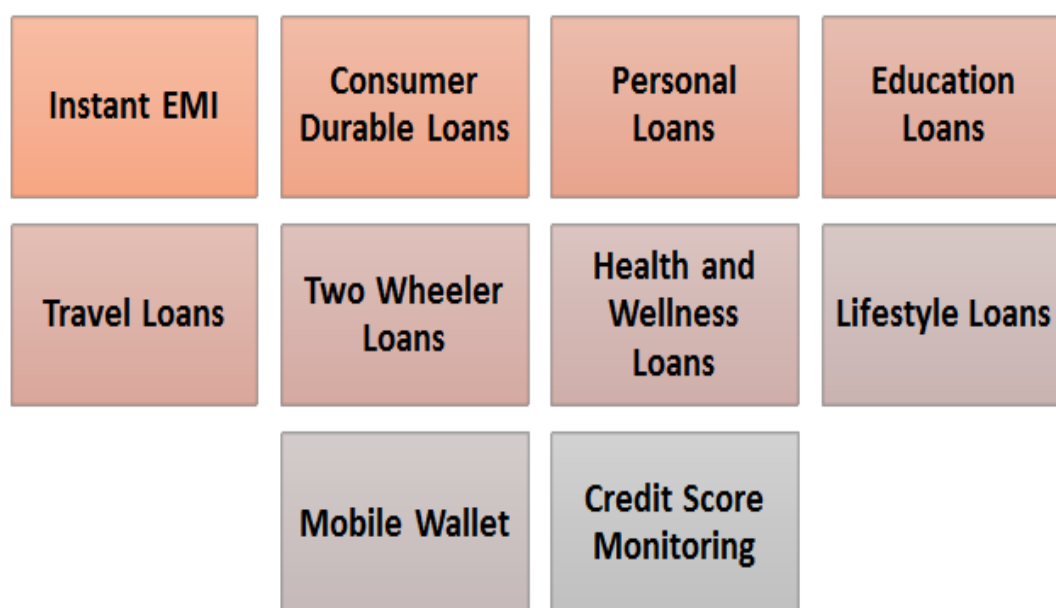 Instant EMI
Consumer
Durable Loans
Personal
Loans
Education
Loans
Travel Loans
Two Wheeler
Loans
Health and
Wellness
Loans
Lifestyle Loans
Mobile Wallet
Credit Score
Monitoring